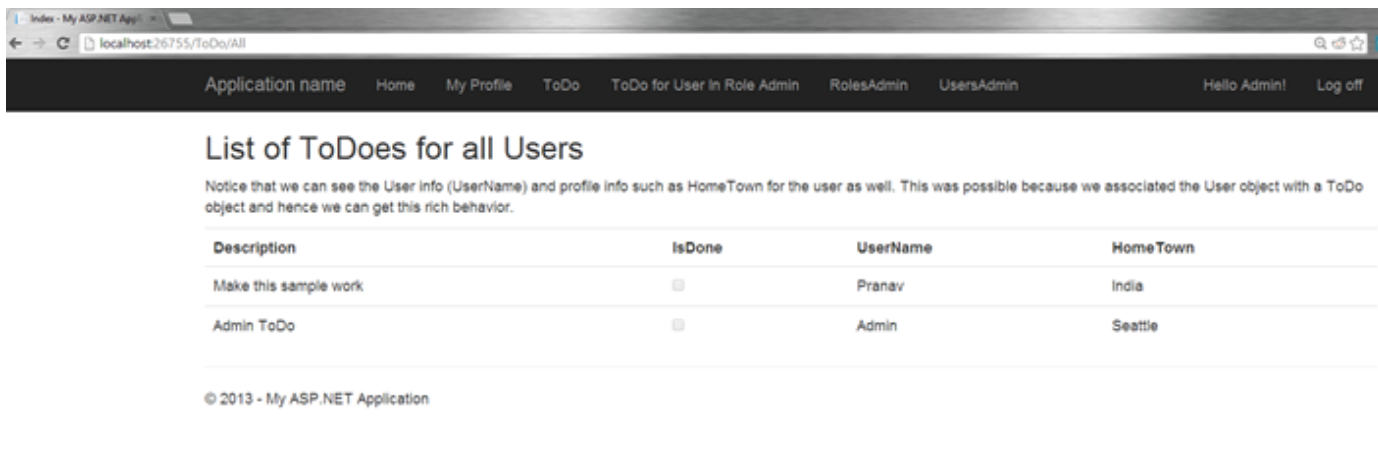 Index - My ASP.NET Appl
localhost:26755/ToDo/All
Application name Home My Profile ToDo ToDo for User In Role Admin RolesAdmin UsersAdmin Hello Admin! Log off
List of ToDoes for all Users
Notice that we can see the User info (UserName) and profile info such as HomeTown for the user as well. This was possible because we associated the User object with a ToDo
object and hence we can get this rich behavior.
Description IsDone UserName HomeTown
Make this sample work Pranav India
Admin ToDo Admin Seattle
© 2013 - My ASP.NET Application